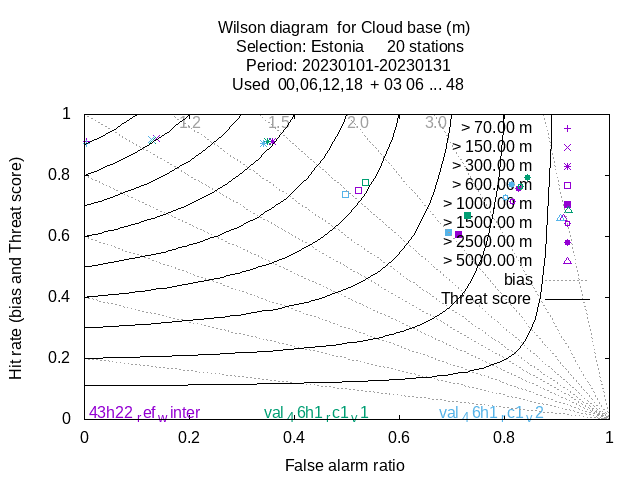 Wilson diagram for Cloud base (m)
Selection: Estonia 20 stations
Period: 20230101-20230131
Used 00,06,12,18 + 03 06 ... 48
Hit rate (bias and Threat score)
1
0.8
0.6
0.4
0.2
0
1.2
1.5
2.0
3.0
> 70.00 m
> 150.00 m
> 300.00 m
> 600.00 m
> 1000.00 m
> 1500.00 m
> 2500.00 m
> 5000.00 m
bias
Threat score
43h22refwinter
val46h1rc1v1
val46h1rc1v2
0 0.2 0.4 0.6 0.8 1
False alarm ratio